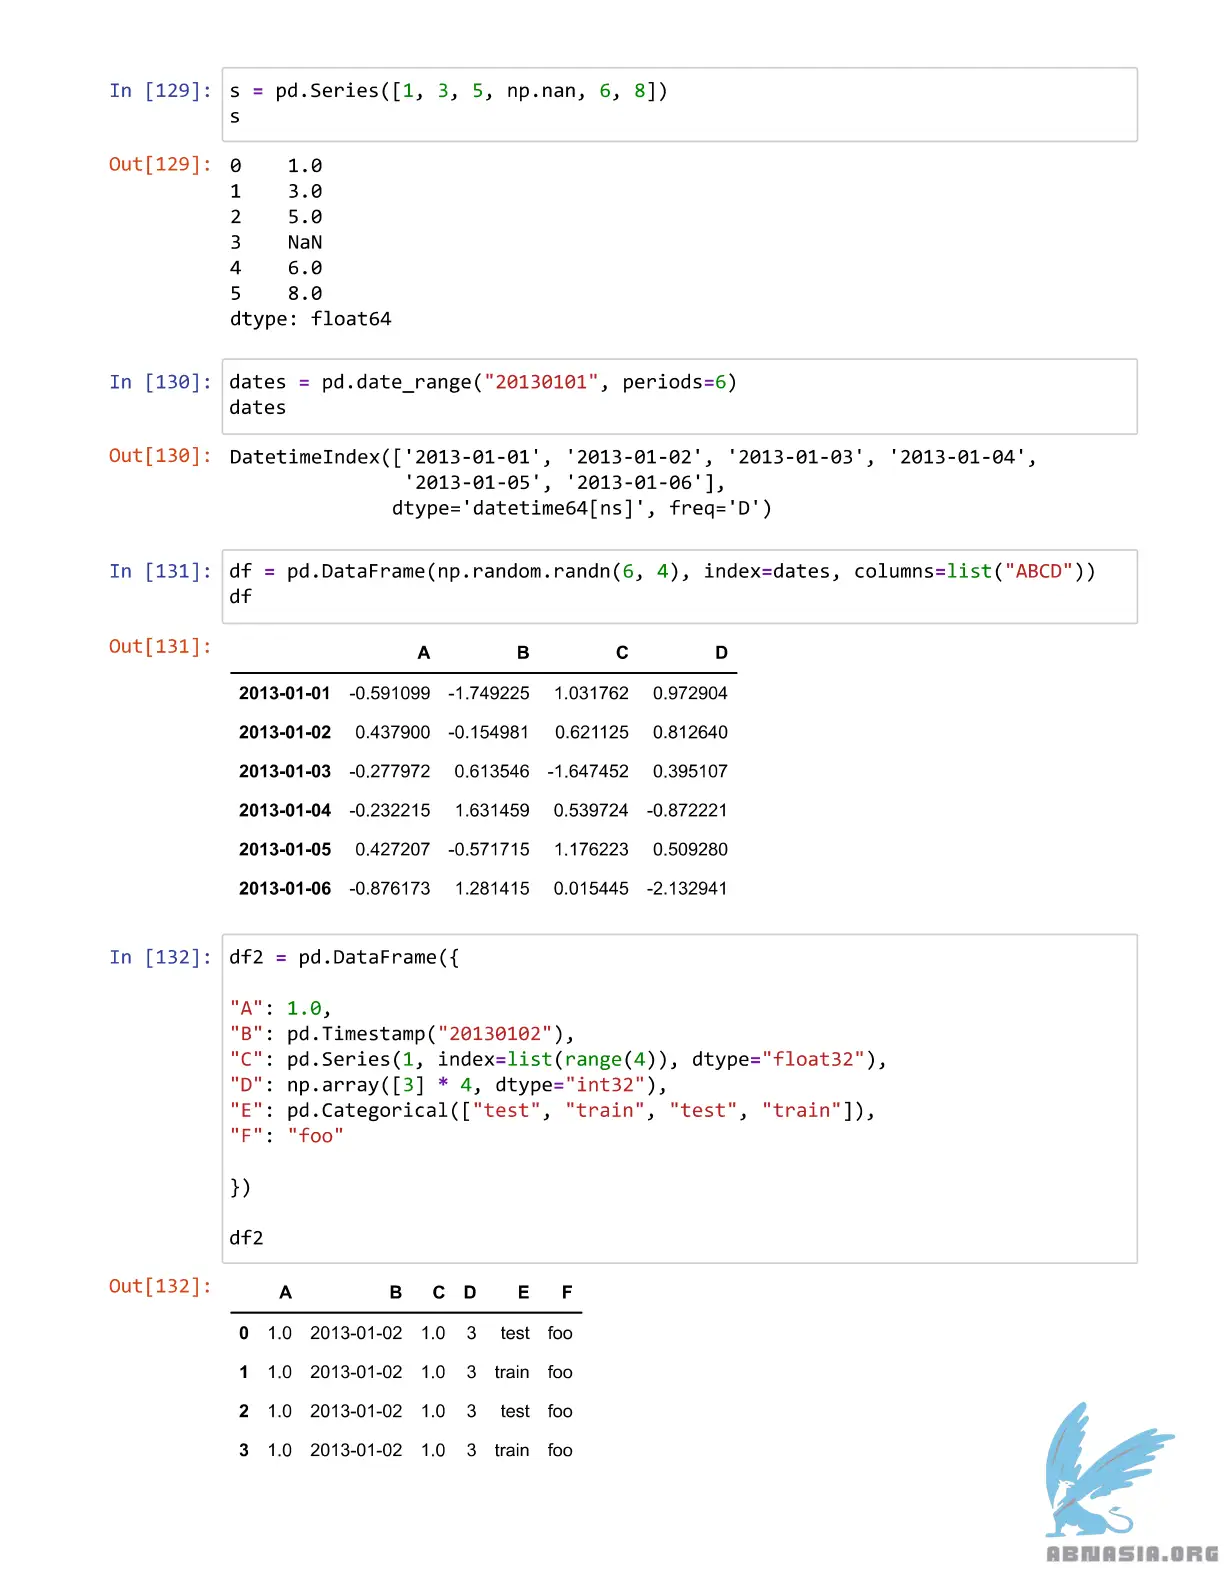 In [129]: s = pd.Series([1, 3, 5, np.nan, 6, 8])
s
Out[129]: 0 1.0
1 3.0
2 5.0
3 NaN
4 6.0
5 8.0
dtype: float64
In [130]: dates = pd.date_range("20130101", periods=6)
dates
Out[130]: DatetimeIndex(['2013-01-01', '2013-01-02', '2013-01-03', '2013-01-04',
'2013-01-05', '2013-01-06'],
dtype='datetime64[ns]', freq='D')
In [131]: df = pd.DataFrame(np.random.randn(6, 4), index=dates, columns=list("ABCD"))
df
Out[131]: A B C D
2013-01-01 -0.591099 -1.749225 1.031762 0.972904
2013-01-02 0.437900 -0.154981 0.621125 0.812640
2013-01-03 -0.277972 0.613546 -1.647452 0.395107
2013-01-04 -0.232215 1.631459 0.539724 -0.872221
2013-01-05 0.427207 -0.571715 1.176223 0.509280
2013-01-06 -0.876173 1.281415 0.015445 -2.132941
In [132]: df2 = pd.DataFrame({
"A": 1.0,
"B": pd.Timestamp("20130102"),
"C": pd.Series(1, index=list(range(4)), dtype="float32"),
"D": np.array([3] * 4, dtype="int32"),
"E": pd.Categorical(["test", "train", "test", "train"]),
"F": "foo"
})
df2
Out[132]: A B C D E F
0 1.0 2013-01-02 1.0 3 test foo
1 1.0 2013-01-02 1.0 3 train foo
2 1.0 2013-01-02 1.0 3 test foo
3 1.0 2013-01-02 1.0 3 train foo
ABNASIA.ORG